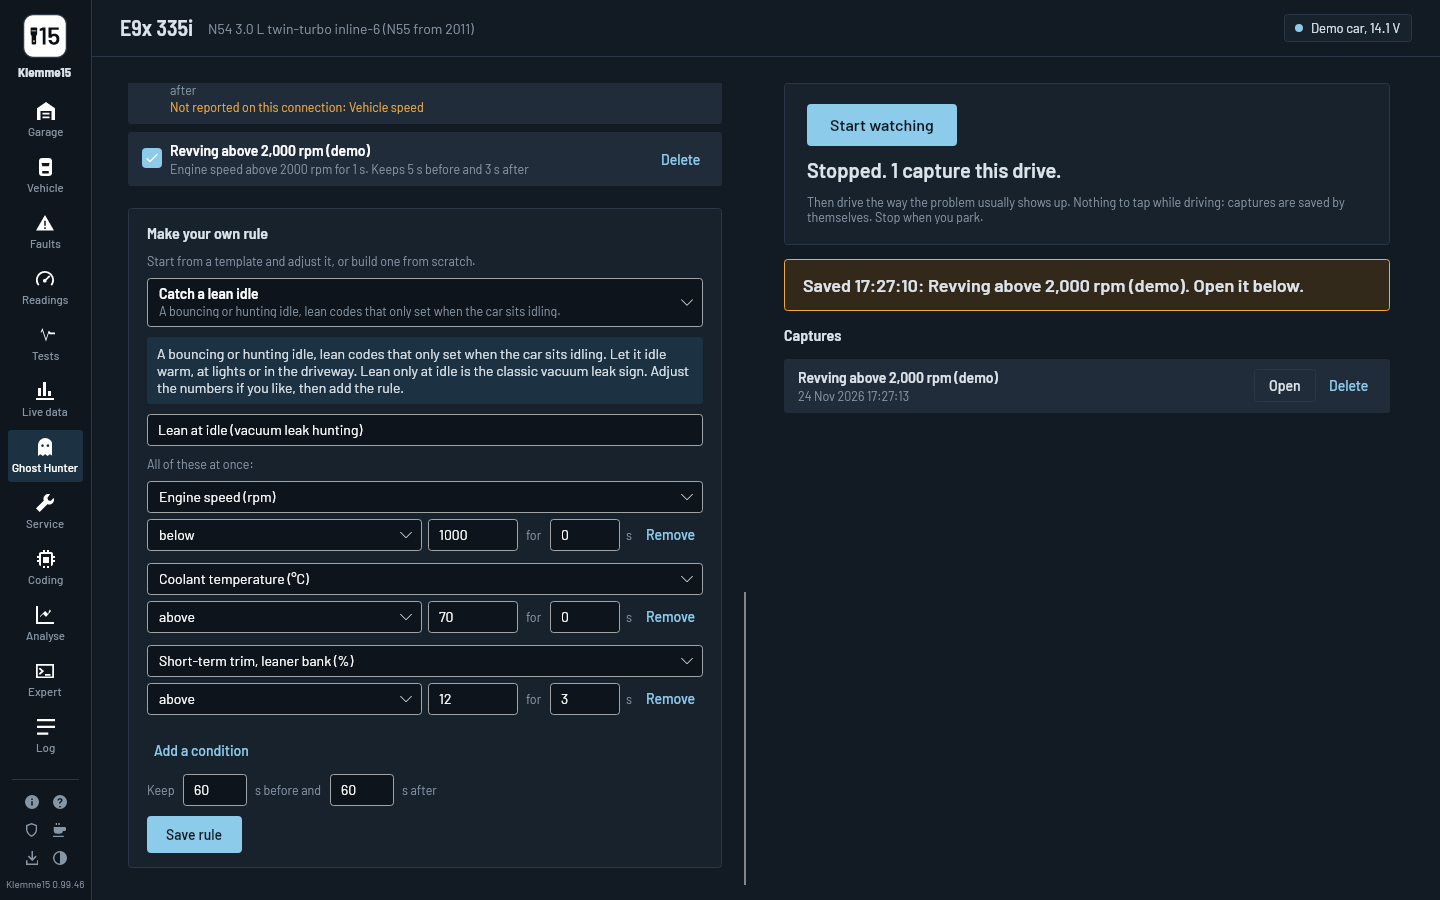 15
Klemme15
Garage
Vehicle
Faults
Readings
Tests
Live data
Ghost Hunter
Service
Coding
Analyse
Expert
Log
Klemme15 0.99.46
E9x 335i
N54 3.0 L twin-turbo inline-6 (N55 from 2011)
Demo car, 14.1 V
after
Not reported on this connection: Vehicle speed
Revving above 2,000 rpm (demo)
Engine speed above 2000 rpm for 1 s. Keeps 5 s before and 3 s after
Delete
Make your own rule
Start from a template and adjust it, or build one from scratch.
Catch a lean idle
A bouncing or hunting idle, lean codes that only set when the car sits idling.
A bouncing or hunting idle, lean codes that only set when the car sits idling. Let it idle
warm, at lights or in the driveway. Lean only at idle is the classic vacuum leak sign. Adjust
the numbers if you like, then add the rule.
Lean at idle (vacuum leak hunting)
All of these at once:
Engine speed (rpm)
below 1000 for 0 s Remove
Coolant temperature (°C)
above 70 for 0 s Remove
Short-term trim, leaner bank (%)
above 12 for 3 s Remove
Add a condition
Keep 60 s before and 60 s after
Save rule
Start watching
Stopped. 1 capture this drive.
Then drive the way the problem usually shows up. Nothing to tap while driving: captures are saved by
themselves. Stop when you park.
Saved 17:27:10: Revving above 2,000 rpm (demo). Open it below.
Captures
Revving above 2,000 rpm (demo)
24 Nov 2026 17:27:13
Open
Delete